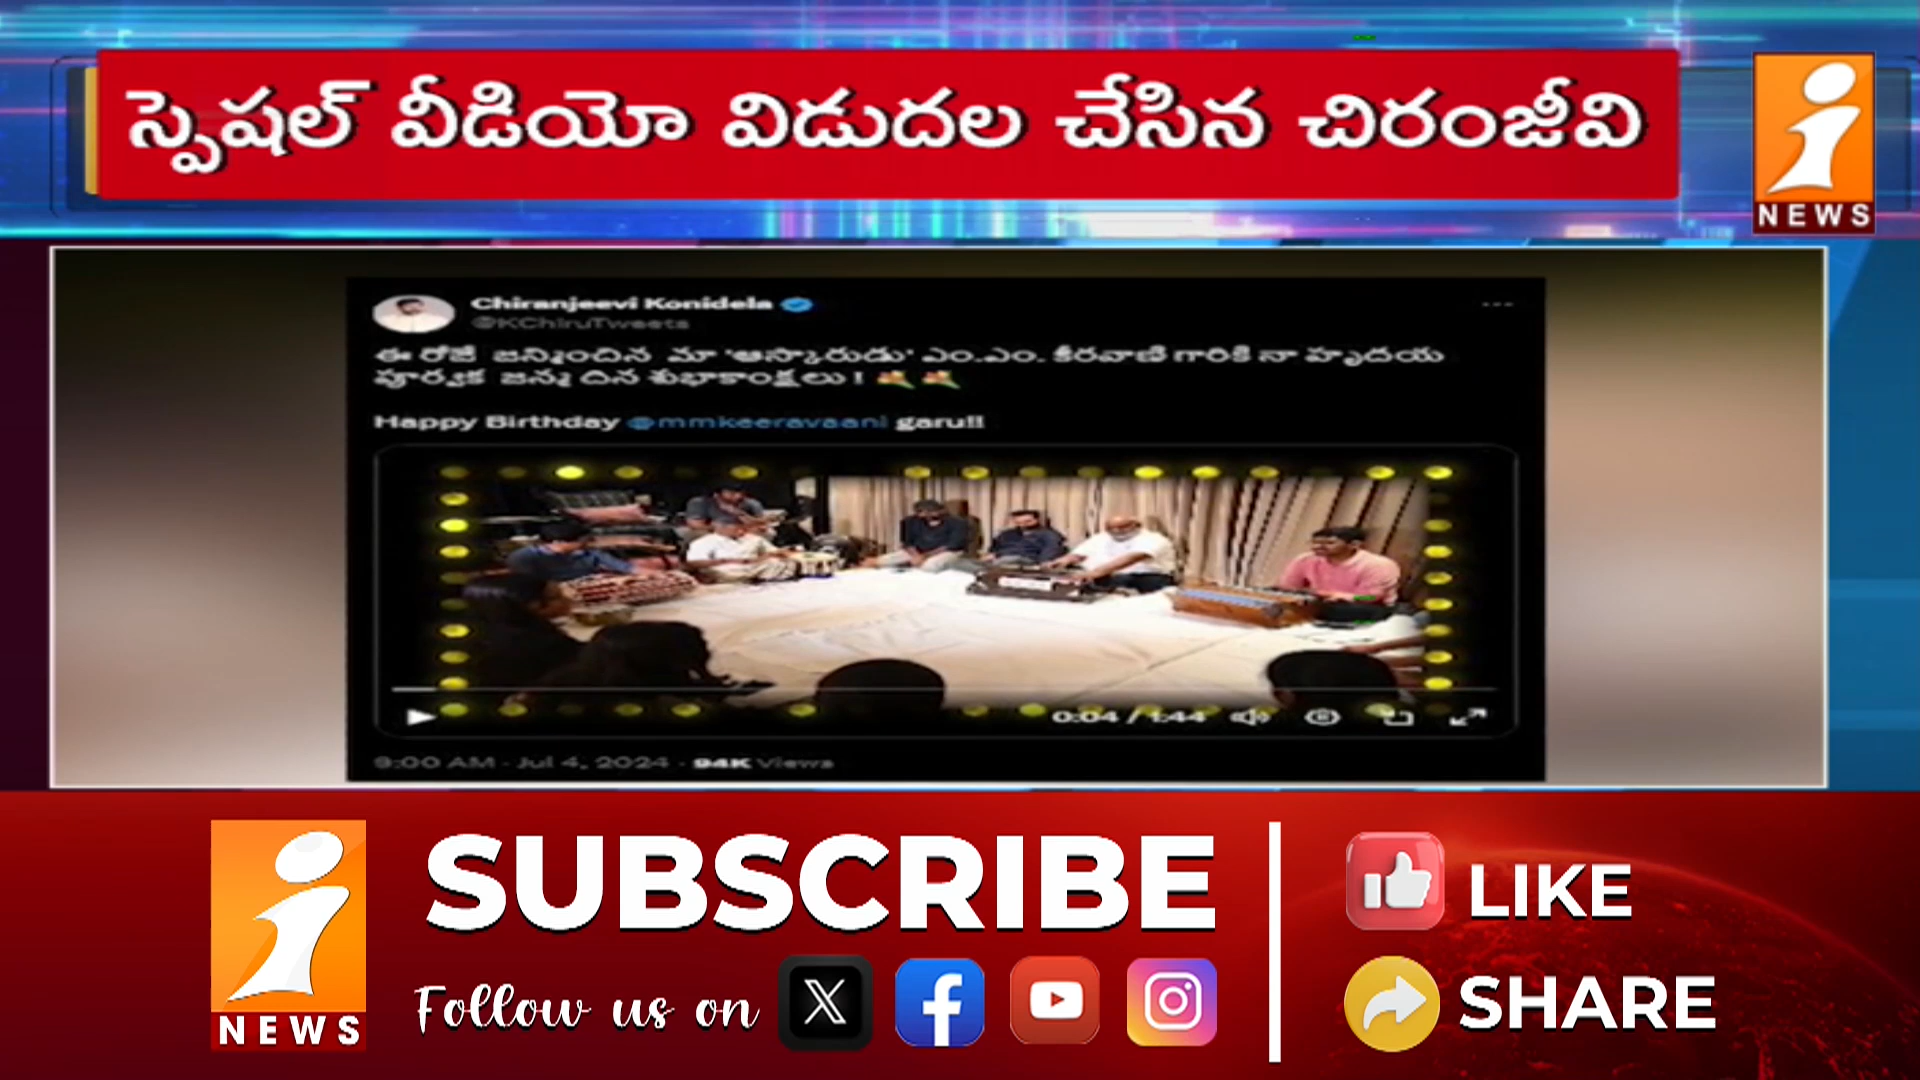 స్పెషల్ వీడియో విడుదల చేసిన చిరంజీవి
i
NEWS
Chiranjeevi Konidela
@KChiruTweets
ఈ రోజే జన్మించిన మా 'ఆస్కారుడు' ఎం.ఎం. కీరవాణి గారికి నా హృదయ
పూర్వక జన్మ దిన శుభాకాంక్షలు !
Happy Birthday @mmkeeravaani garu!!
0:04 / 1:44
9:00 AM · Jul 4, 2024 · 94K Views
i
NEWS
SUBSCRIBE
Follow us on
LIKE
SHARE